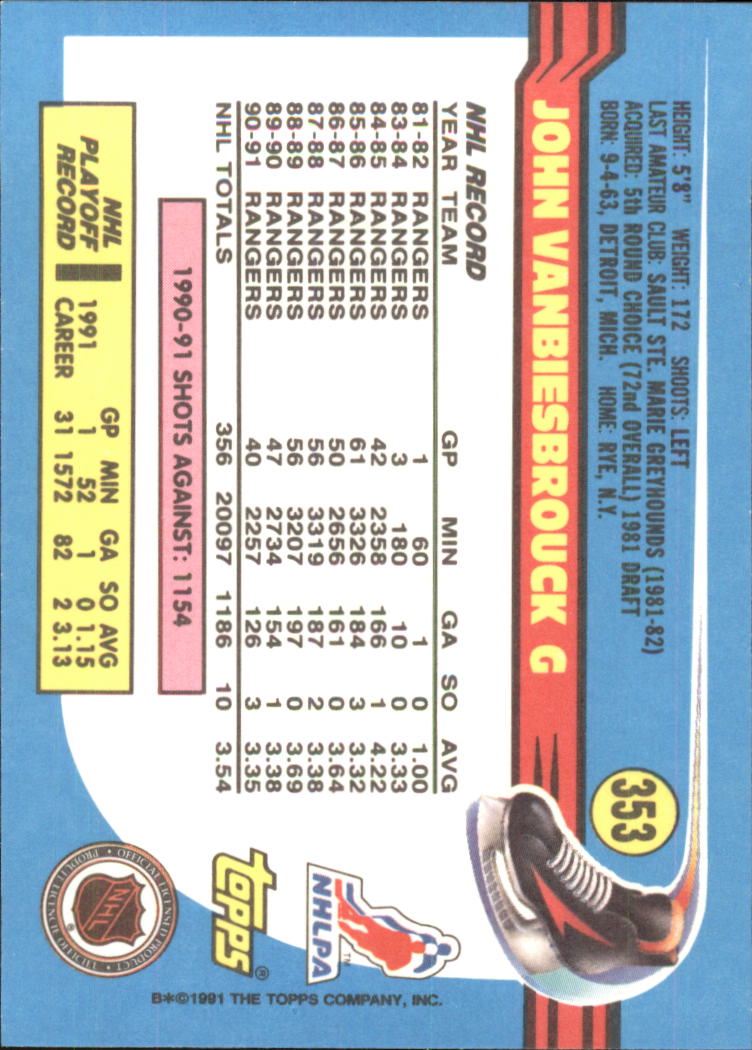 353
HEIGHT: 5'8" WEIGHT: 172 SHOOTS: LEFT
LAST AMATEUR CLUB: SAULT STE. MARIE GREYHOUNDS (1981-82)
ACQUIRED: 5th ROUND CHOICE (72nd OVERALL) 1981 DRAFT
BORN: 9-4-63, DETROIT, MICH. HOME: RYE, N.Y.
JOHN VANBIESBROUCK G
NHL RECORD
YEAR TEAM GP MIN GA SO AVG
81-82 RANGERS 1 60 1 0 1.00
83-84 RANGERS 3 180 10 0 3.33
84-85 RANGERS 42 2358 166 1 4.22
85-86 RANGERS 61 3326 184 3 3.32
86-87 RANGERS 50 2656 161 0 3.64
87-88 RANGERS 56 3319 187 2 3.38
88-89 RANGERS 56 3207 197 0 3.69
89-90 RANGERS 47 2734 154 1 3.38
90-91 RANGERS 40 2257 126 3 3.35
NHL TOTALS 356 20097 1186 10 3.54
1990-91 SHOTS AGAINST: 1154
NHL PLAYOFF RECORD
GP MIN GA SO AVG
1991 1 52 1 0 1.15
CAREER 31 1572 82 2 3.13
NHLPA TM
TOPPS ®
NHL ®
OFFICIAL LICENSED PRODUCT • PRODUIT LICENCIÉ OFFICIEL •
B*©1991 THE TOPPS COMPANY, INC.